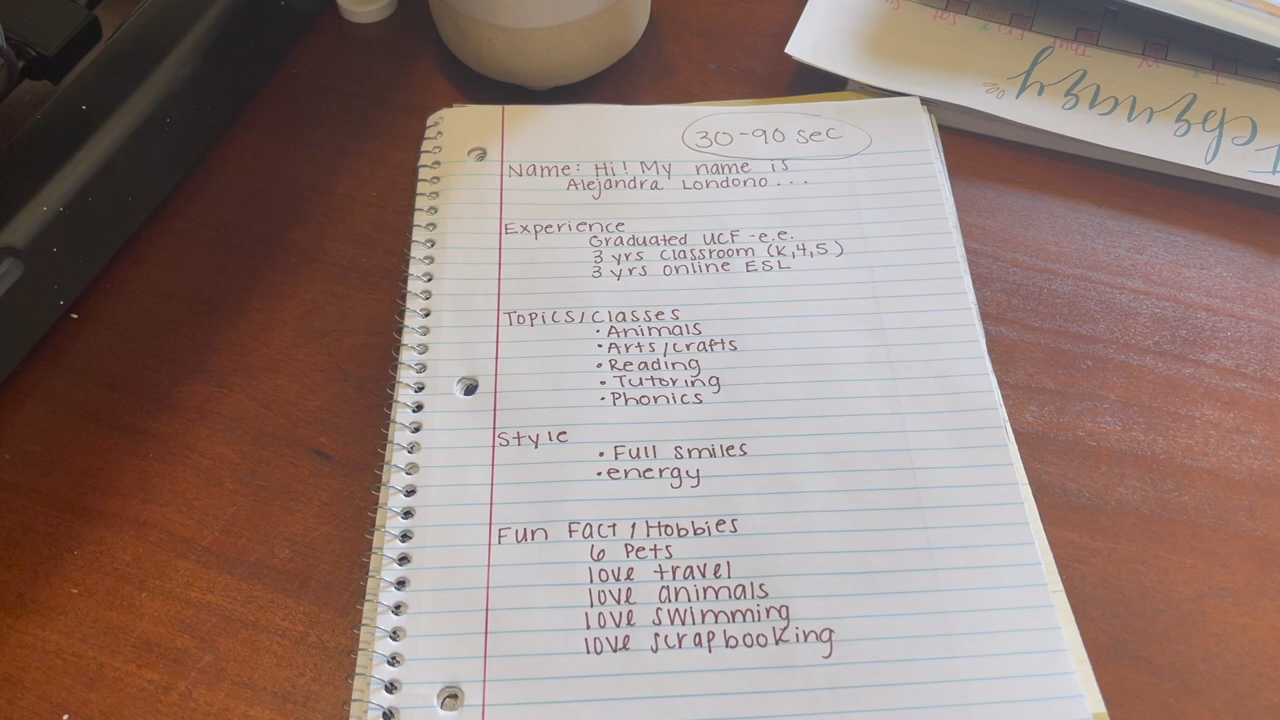 30-90 sec
Name: Hi! My name is
Alejandra Londono...
Experience
Graduated UCF - e.e.
3 yrs classroom (K,4,5)
3 yrs online ESL
Topics/Classes
• Animals
• Arts/crafts
• Reading
• Tutoring
• Phonics
Style
• Full smiles
• energy
Fun Fact / Hobbies
6 Pets
love travel
love animals
love swimming
love scrapbooking